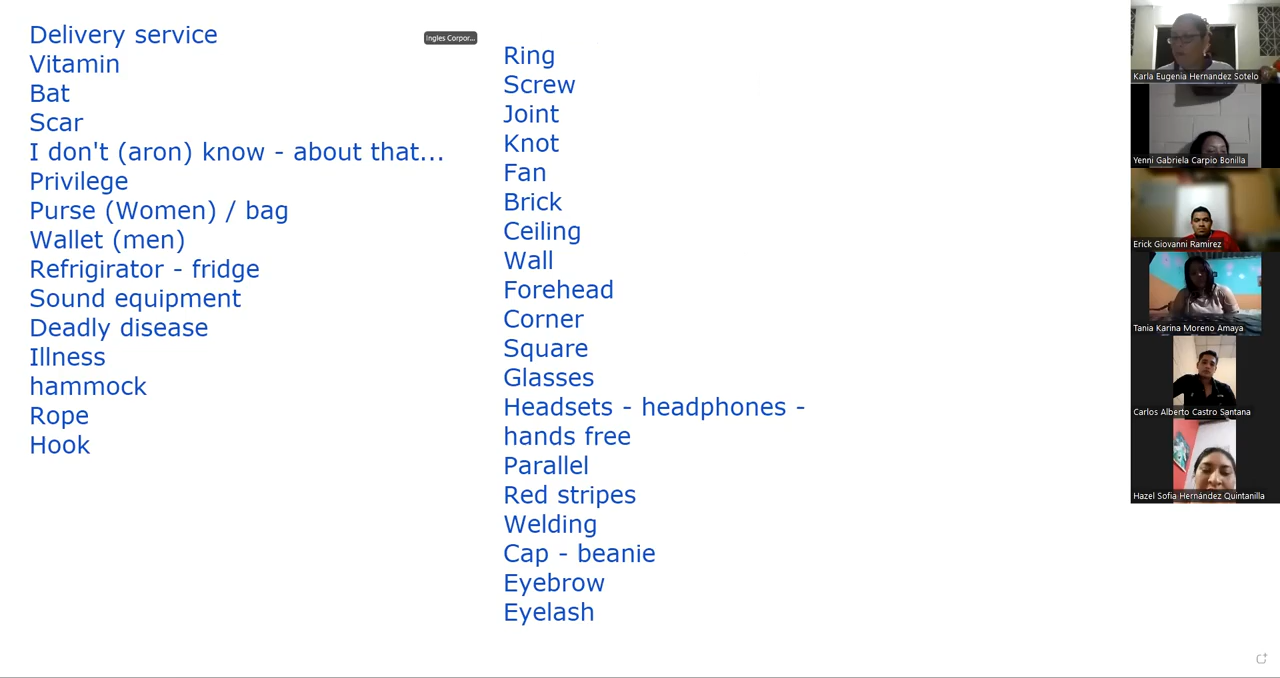 Delivery service
Vitamin
Bat
Scar
I don't (aron) know - about that...
Privilege
Purse (Women) / bag
Wallet (men)
Refrigirator - fridge
Sound equipment
Deadly disease
Illness
hammock
Rope
Hook
Ingles Corpor...
Ring
Screw
Joint
Knot
Fan
Brick
Ceiling
Wall
Forehead
Corner
Square
Glasses
Headsets - headphones -
hands free
Parallel
Red stripes
Welding
Cap - beanie
Eyebrow
Eyelash
Karla Eugenia Hernandez Sotelo
Yenni Gabriela Carpio Bonilla
Erick Giovanni Ramirez
Tania Karina Moreno Amaya
Carlos Alberto Castro Santana
Hazel Sofía Hernández Quintanilla